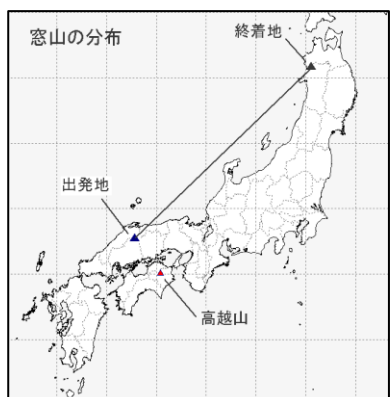 窓山の分布
終着地
出発地
高越山